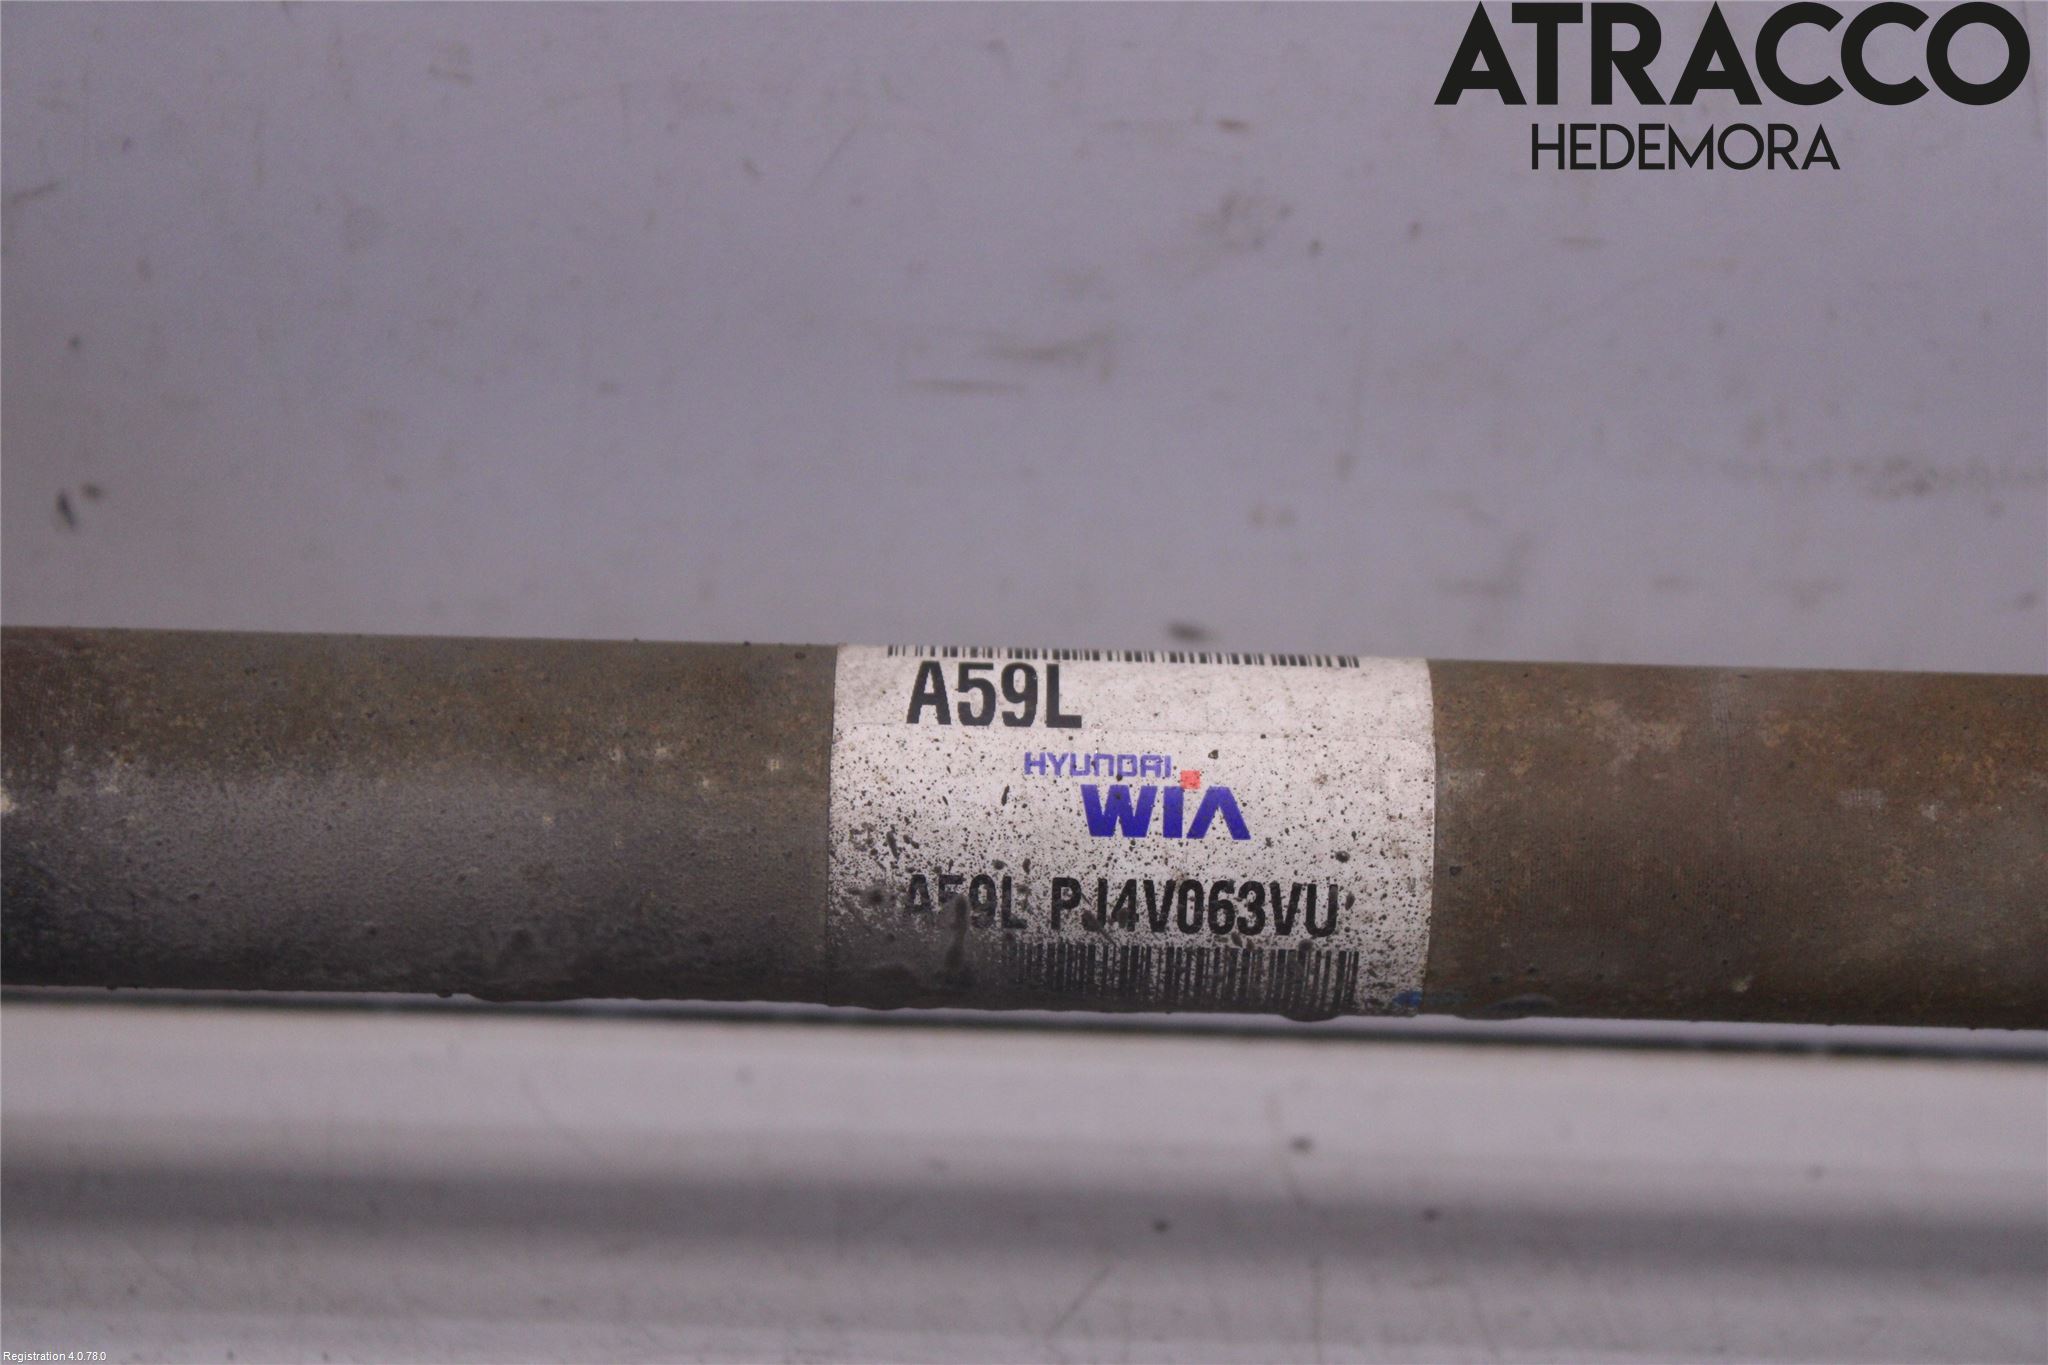 ATRACCO
HEDEMORA
A59L
HYUNDAI
WIA
A59L PJ4V063VU
Registration 4.0.78.0